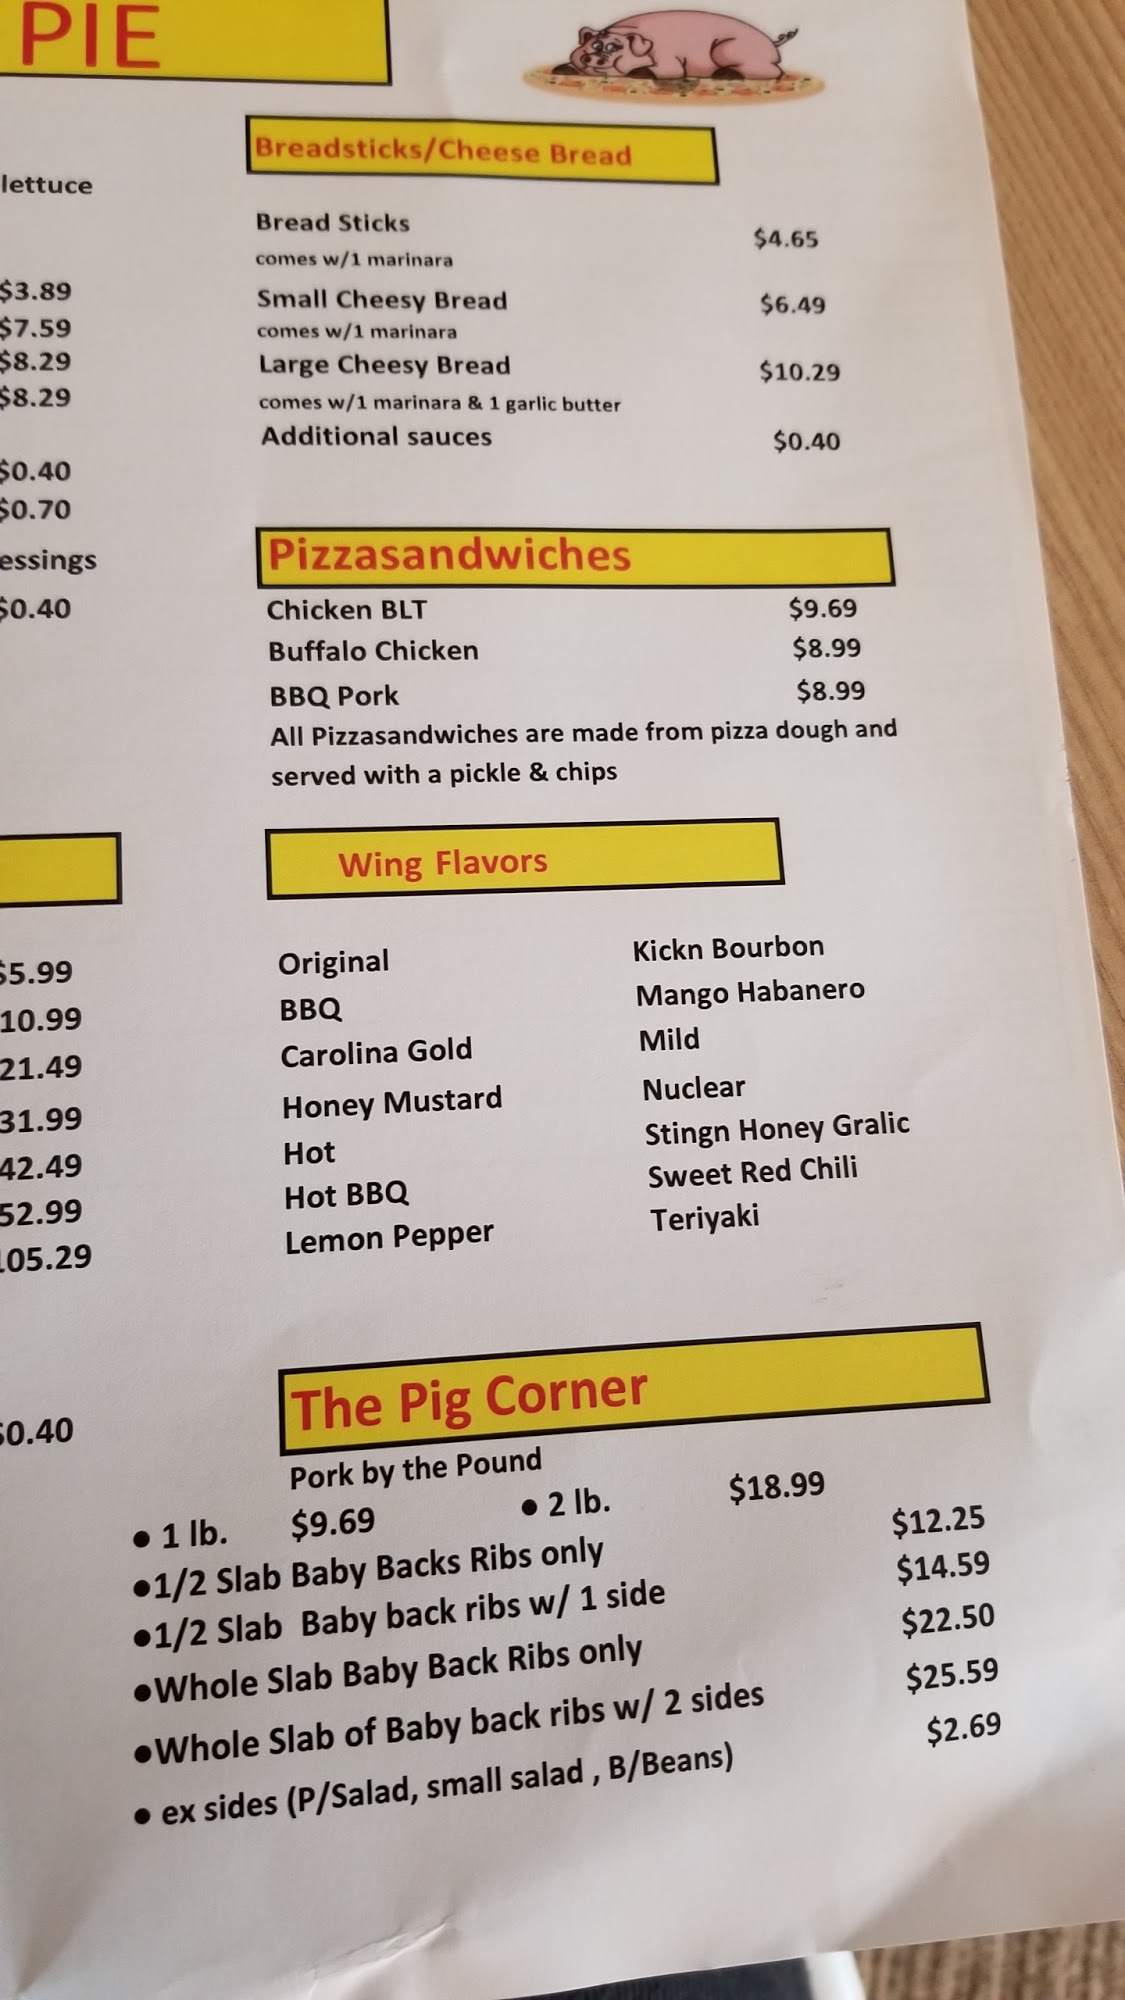 PIE
lettuce
$3.89
$7.59
$8.29
$8.29
$0.40
$0.70
essings
$0.40
$5.99
10.99
21.49
31.99
42.49
52.99
105.29
$0.40
Breadsticks/Cheese Bread
Bread Sticks $4.65
comes w/1 marinara
Small Cheesy Bread $6.49
comes w/1 marinara
Large Cheesy Bread $10.29
comes w/1 marinara & 1 garlic butter
Additional sauces $0.40
Pizzasandwiches
Chicken BLT $9.69
Buffalo Chicken $8.99
BBQ Pork $8.99
All Pizzasandwiches are made from pizza dough and
served with a pickle & chips
Wing Flavors
Original Kickn Bourbon
BBQ Mango Habanero
Carolina Gold Mild
Honey Mustard Nuclear
Hot Stingn Honey Gralic
Hot BBQ Sweet Red Chili
Lemon Pepper Teriyaki
The Pig Corner
Pork by the Pound
• 1 lb. $9.69 • 2 lb. $18.99
•1/2 Slab Baby Backs Ribs only $12.25
•1/2 Slab Baby back ribs w/ 1 side $14.59
•Whole Slab Baby Back Ribs only $22.50
•Whole Slab of Baby back ribs w/ 2 sides $25.59
• ex sides (P/Salad, small salad , B/Beans) $2.69